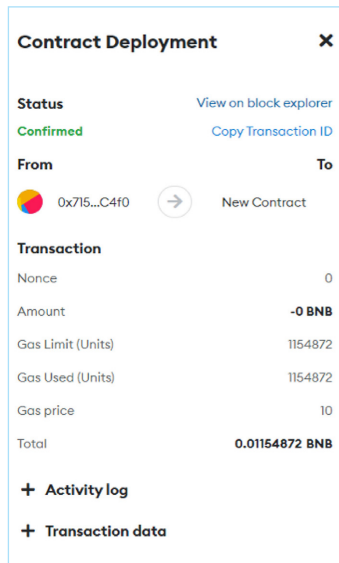 Contract Deployment
Status View on block explorer
Confirmed Copy Transaction ID
From To
0x715...C4f0 New Contract
Transaction
Nonce 0
Amount -0 BNB
Gas Limit (Units) 1154872
Gas Used (Units) 1154872
Gas price 10
Total 0.01154872 BNB
+ Activity log
+ Transaction data